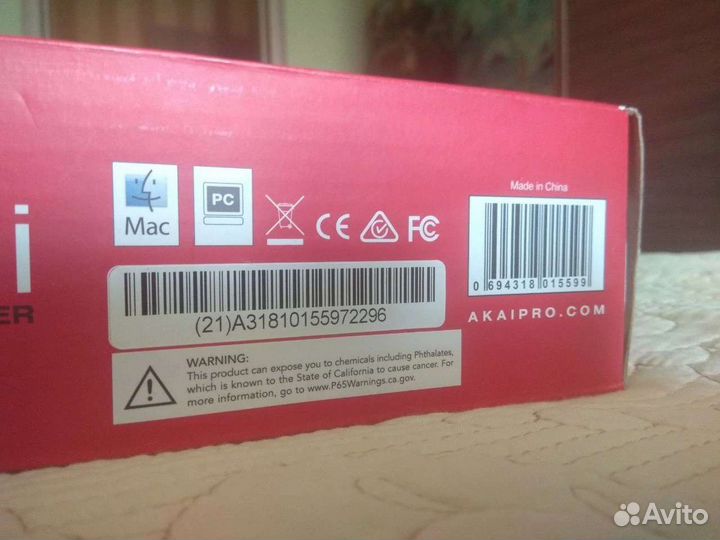 i
ER
Mac
PC
CE
FC
Made in China
0 694318 015599
AKAIPRO.COM
(21)A31810155972296
WARNING:
This product can expose you to chemicals including Phthalates,
which is known to the State of California to cause cancer. For
more information, go to www.P65Warnings.ca.gov.
Avito